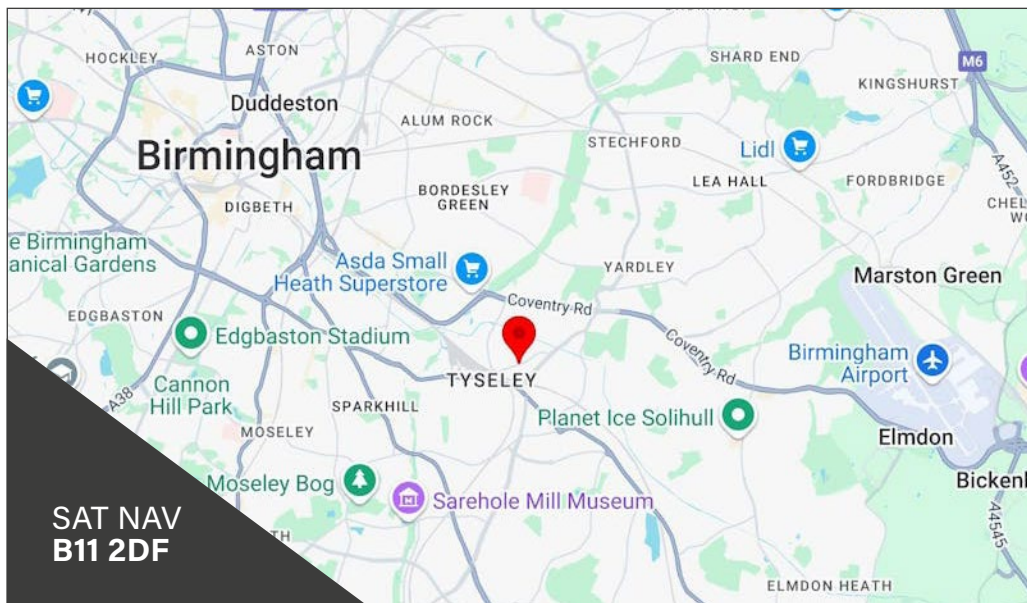 SHARD END
M6
HOCKLEY
ASTON
KINGSHURST
Duddeston
ALUM ROCK
STECHFORD
Birmingham
Lidl
A452
LEA HALL
FORDBRIDGE
BORDESLEY
GREEN
DIGBETH
e Birmingham
anical Gardens
Asda Small
Heath Superstore
YARDLEY
Marston Green
Coventry Rd
EDGBASTON
Edgbaston Stadium
Coventry Rd
Birmingham
Airport
TYSELEY
Cannon
Hill Park
A38
SPARKHILL
Planet Ice Solihull
MOSELEY
Elmdon
Moseley Bog
Bicken
Sarehole Mill Museum
A4545
SAT NAV
B11 2DF
ELMDON HEATH